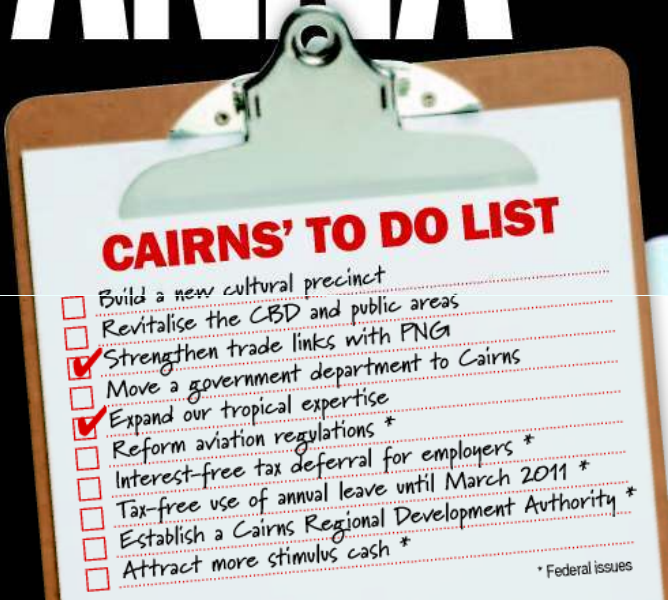 CAIRNS' TO DO LIST
Build a new cultural precinct
Revitalise the CBD and public areas
Strengthen trade links with PNG
Move a government department to Cairns
Expand our tropical expertise
Reform aviation regulations *
Interest-free tax deferral for employers *
Tax-free use of annual leave until March 2011 *
Establish a Cairns Regional Development Authority *
Attract more stimulus cash *
* Federal issues